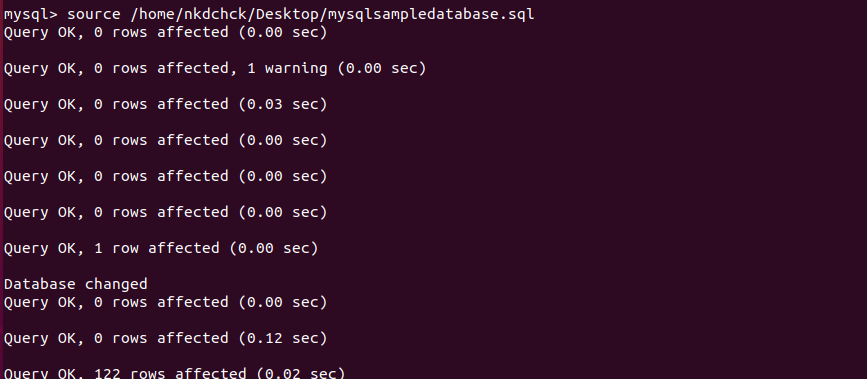 mysql> source /home/nkdchck/Desktop/mysqlsampledatabase.sql
Query OK, 0 rows affected (0.00 sec)
Query OK, 0 rows affected, 1 warning (0.00 sec)
Query OK, 0 rows affected (0.03 sec)
Query OK, 0 rows affected (0.00 sec)
Query OK, 0 rows affected (0.00 sec)
Query OK, 0 rows affected (0.00 sec)
Query OK, 1 row affected (0.00 sec)
Database changed
Query OK, 0 rows affected (0.00 sec)
Query OK, 0 rows affected (0.12 sec)
Query OK, 122 rows affected (0.02 sec)